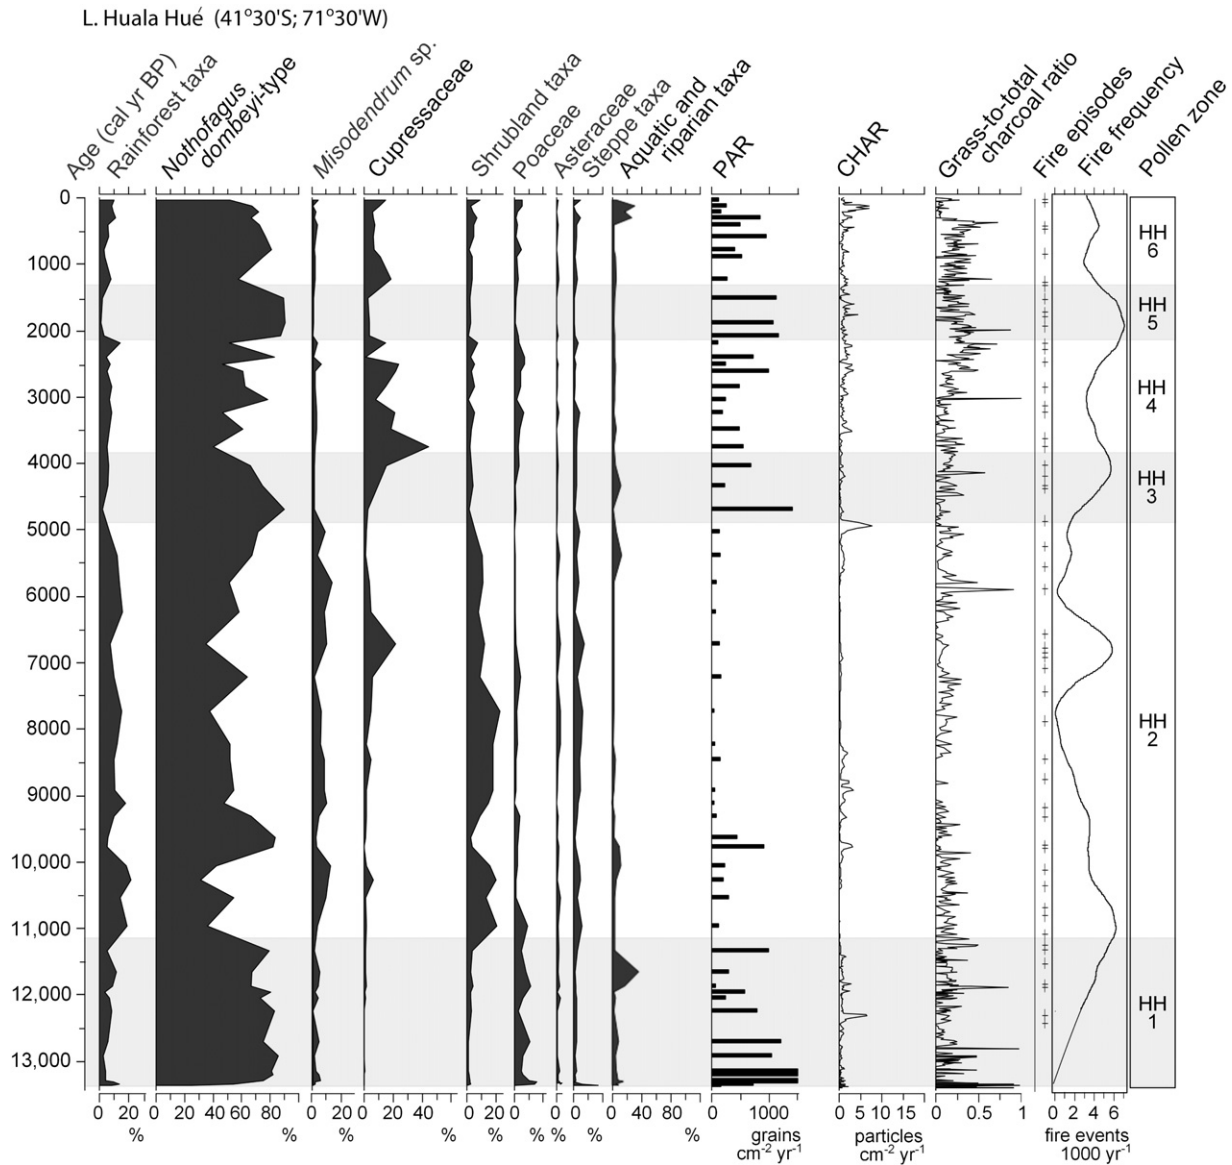 L. Huala Hué (41°30'S; 71°30'W)
Age (cal yr BP)
Rainforest taxa
Nothofagus
dombeyi-type
Misodendrum sp.
Cupressaceae
Shrubland taxa
Poaceae
Asteraceae
Steppe taxa
Aquatic and
riparian taxa
PAR
CHAR
Grass-to-total
charcoal ratio
Fire episodes
Fire frequency
Pollen zone
0
1000
2000
3000
4000
5000
6000
7000
8000
9000
10,000
11,000
12,000
13,000
HH
6
HH
5
HH
4
HH
3
HH
2
HH
1
0 20 0 20 40 60 80 0 20 0 20 40 0 20 0 0 0 0 20 40 0 1000 0 5 10 15 0 0.5 1 0 2 4 6
% % % % % % % % %
grains
cm-2 yr-1
particles
cm-2 yr-1
fire events
1000 yr-1